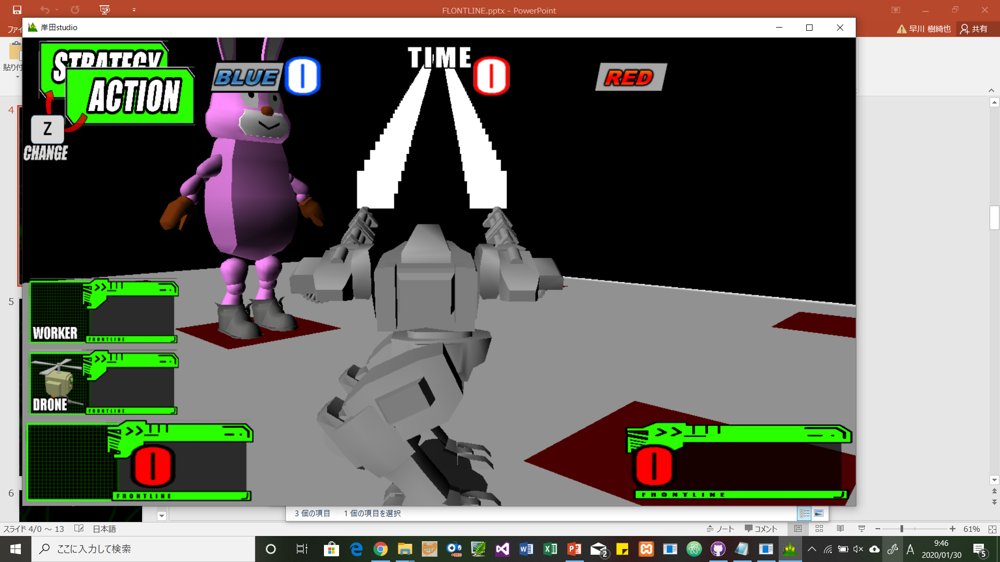 FLONTLINE.pptx - PowerPoint
ファイ
早川 樹綺也
共有
貼り付
岸田studio
STRATEGY
ACTION
Z
CHANGE
BLUE
0
TIME
0
RED
4
5
6
WORKER
FRONTLINE
DRONE
FRONTLINE
0
FRONTLINE
0
FRONTLINE
3 個の項目
1 個の項目を選択
スライド 4/0 ～ 13
日本語
ノート
コメント
61%
ここに入力して検索
REC
2
A
9:46
2020/01/30
5